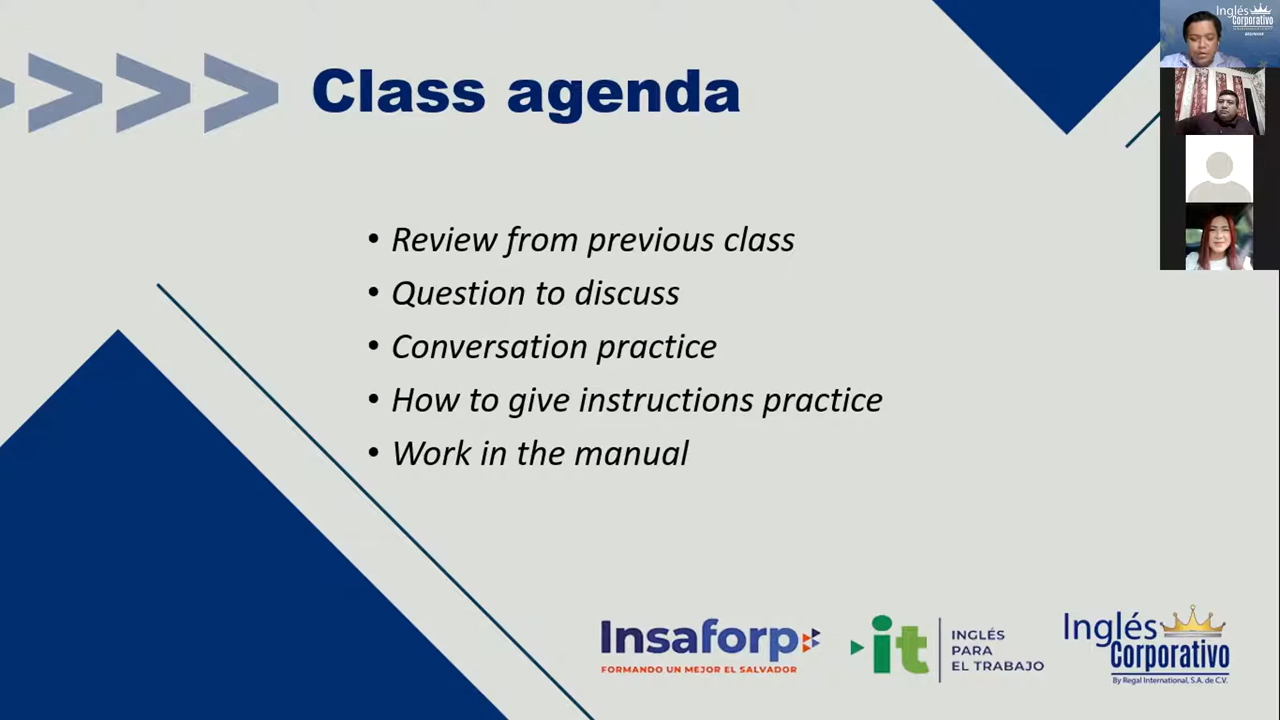 Class agenda
• Review from previous class
• Question to discuss
• Conversation practice
• How to give instructions practice
• Work in the manual
Insaforp
FORMANDO UN MEJOR EL SALVADOR
it
INGLÉS
PARA
EL TRABAJO
Inglés
Corporativo
By Regal International, S.A. de C.V.
Inglés
Corporativo